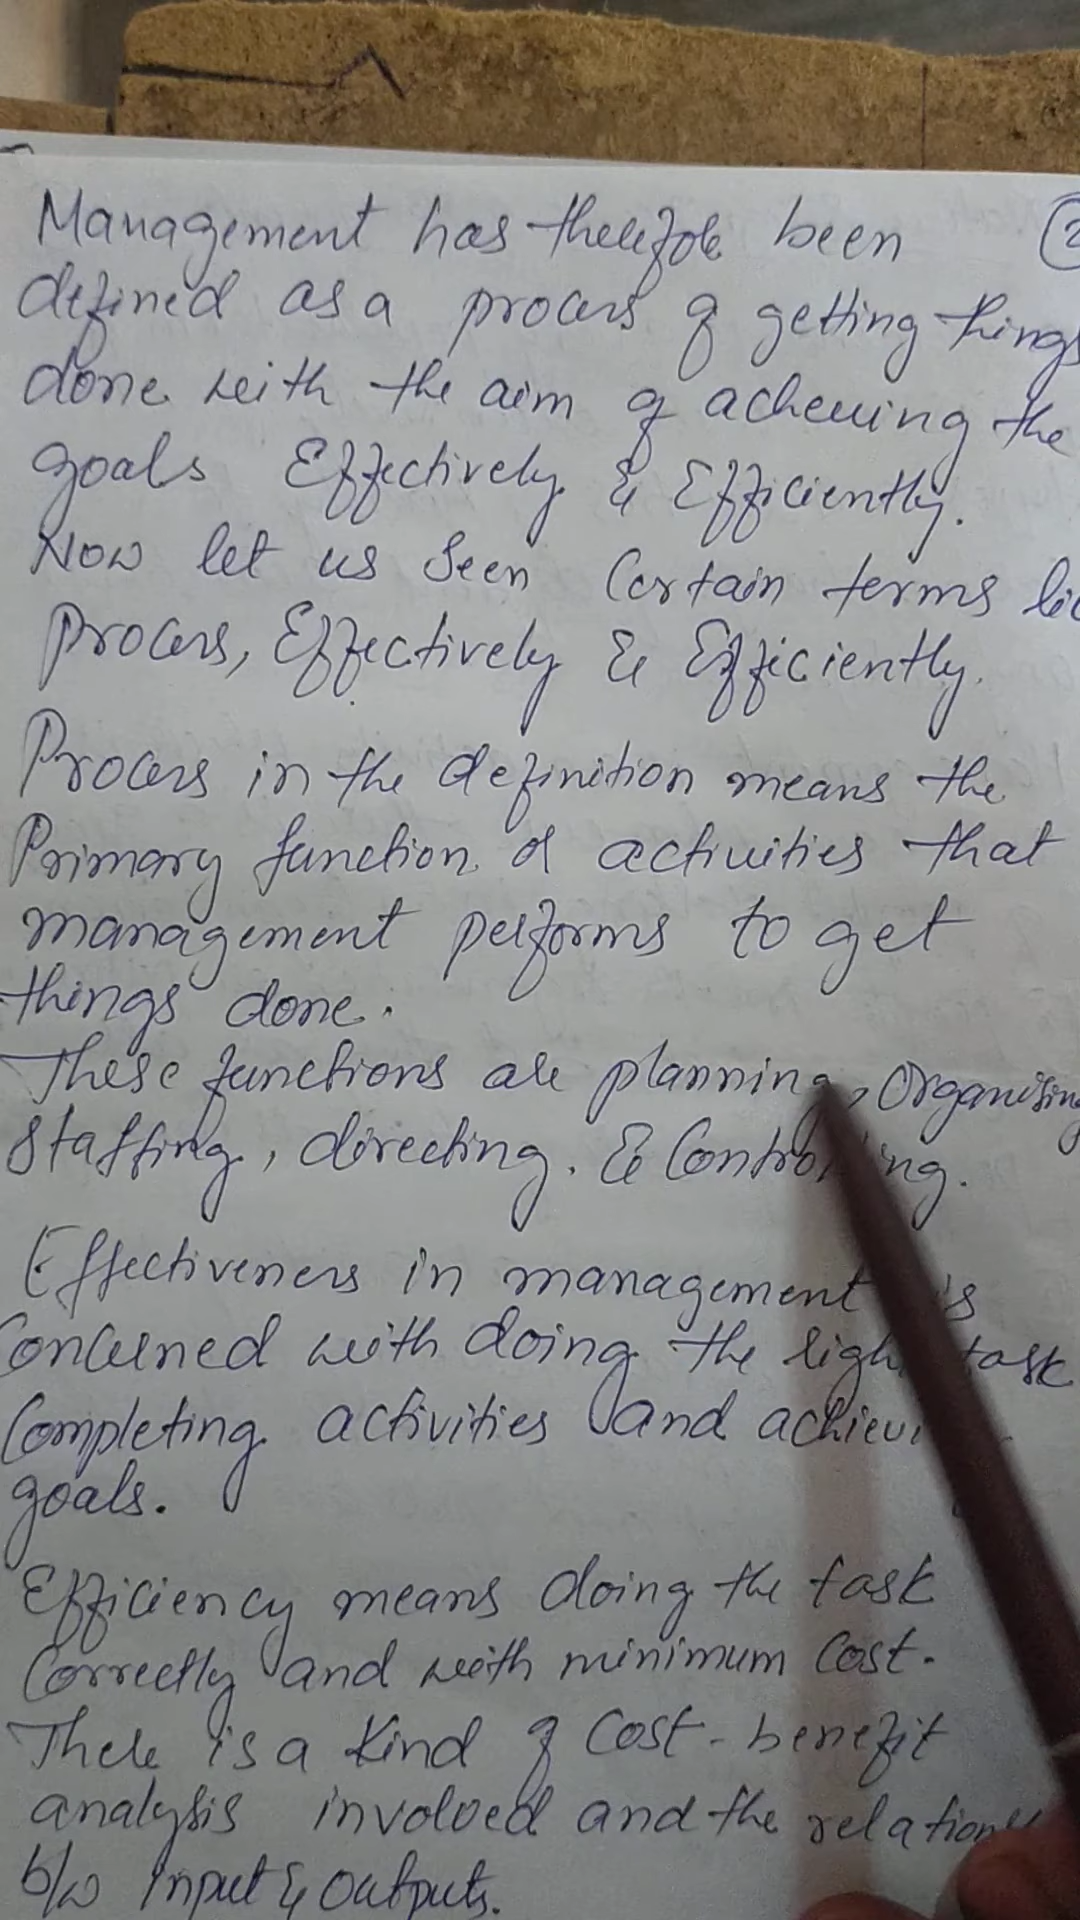 Management has therefore been (2
defined as a process of getting things
done with the aim of acheuing the
goals Effectively & Efficiently.
Now let us seen Certain terms
Process, Effectively & Efficiently.
Process in the definition means the
Primary function of activities that
management performs to get
things done.
These functions are planning, Organising
Staffing, directing. & Controlling.
Effectiveness in management is
Concerned with doing the right task
Completing activities and
goals.
Efficiency means doing the task
Correctly and with minimum cost.
There is a Kind of Cost-benefit
analysis involved and the
b/w Input & outputs.